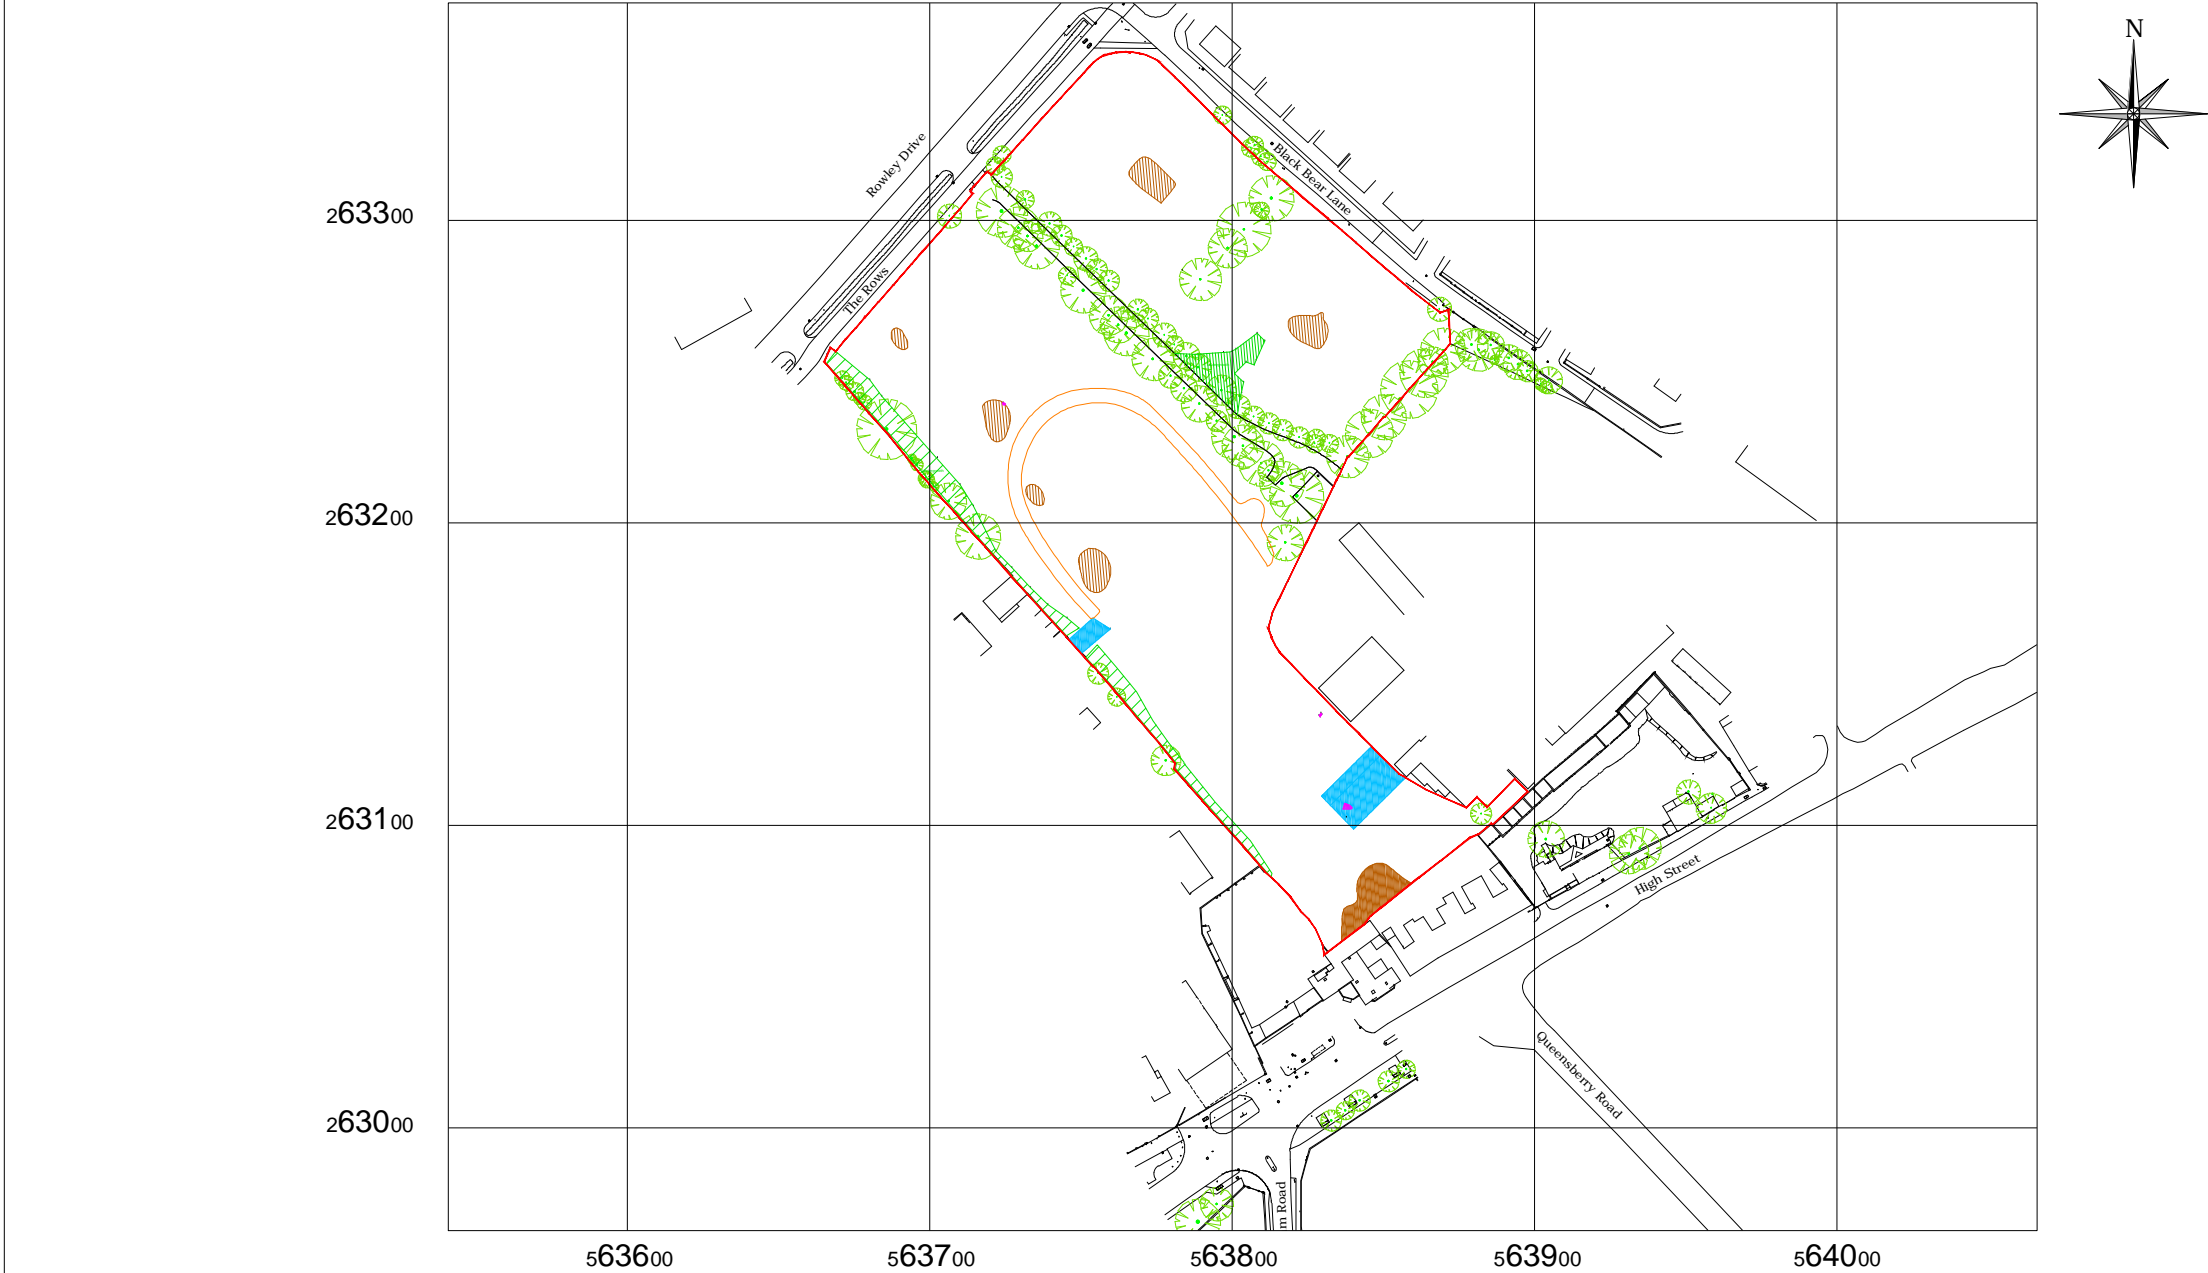 N
Rowley Drive
Black Bear Lane
263300
The Rows
263200
263100
High Street
Queensberry Road
263000
m Road
563600
563700
563800
563900
564000